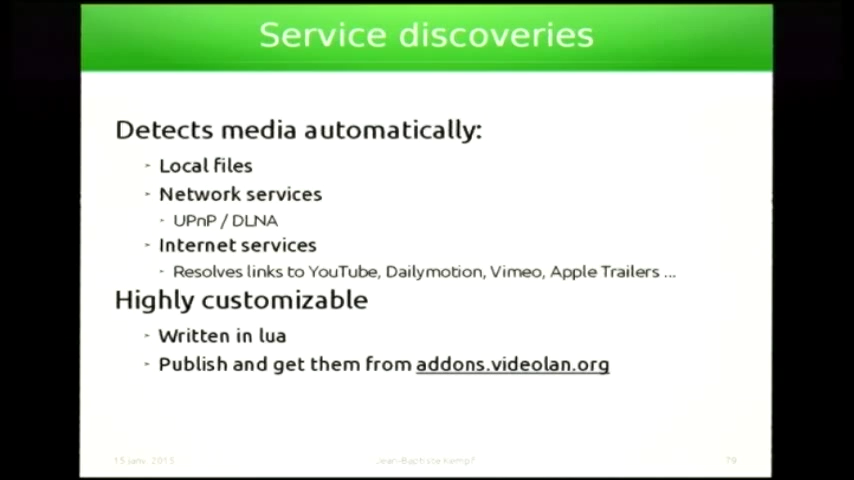 Service discoveries
Detects media automatically:
- Local files
- Network services
- UPnP / DLNA
- Internet services
- Resolves links to YouTube, Dailymotion, Vimeo, Apple Trailers ...
Highly customizable
- Written in lua
- Publish and get them from addons.videolan.org
15 janv. 2015
Jean-Baptiste Kempf
79